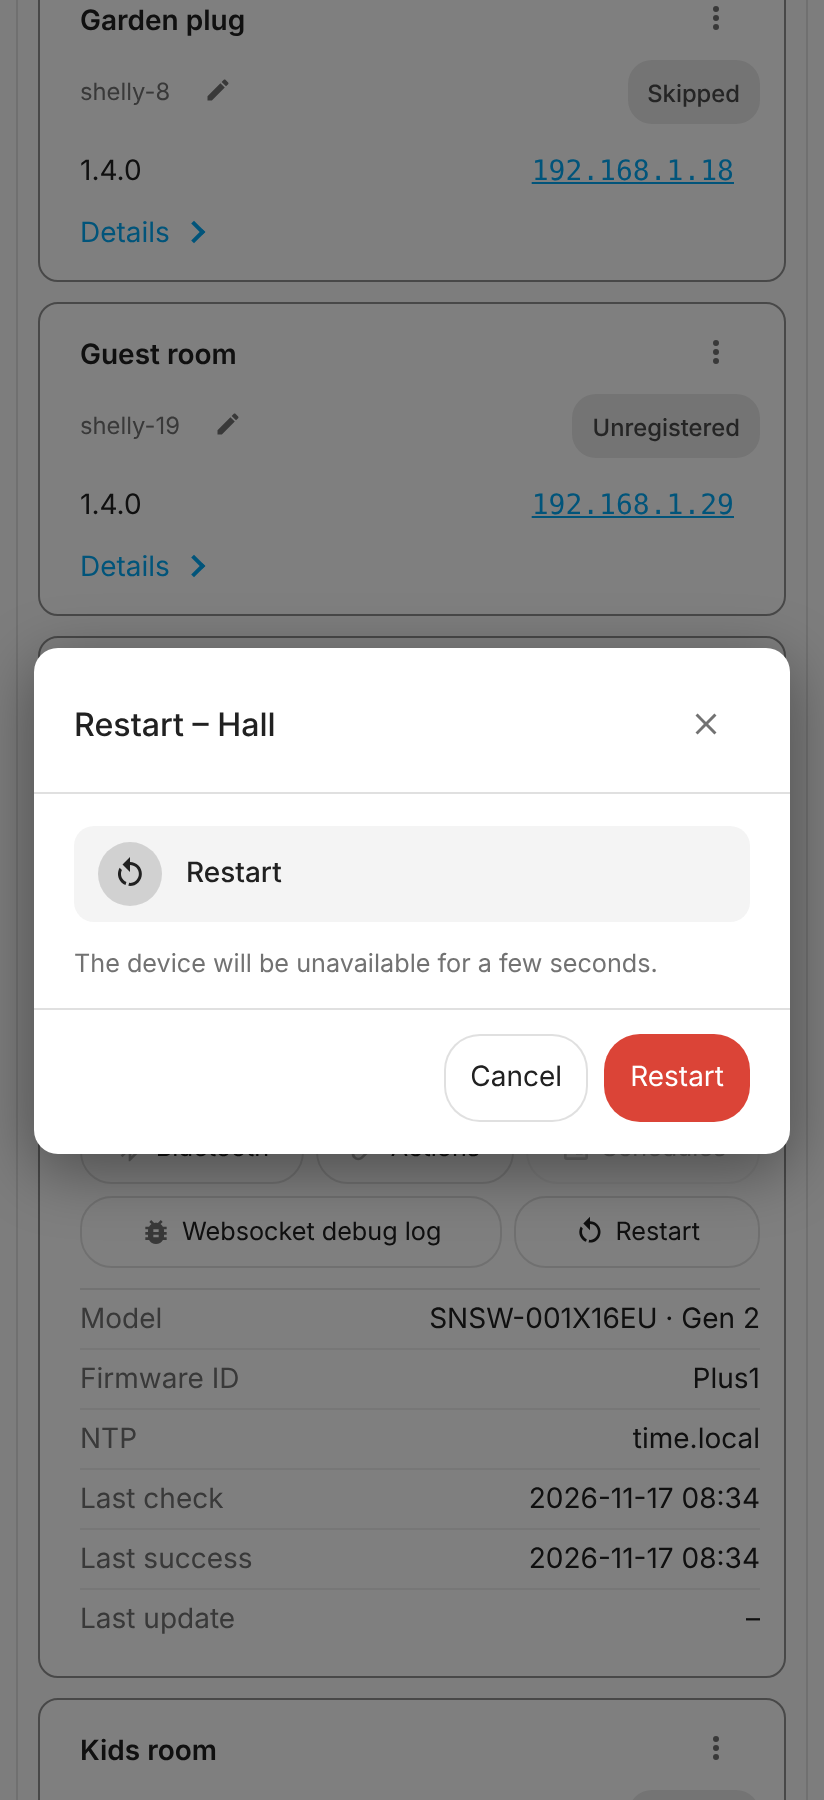 Garden plug
shelly-8
Skipped
1.4.0
192.168.1.18
Details
Guest room
shelly-19
Unregistered
1.4.0
192.168.1.29
Details
Restart – Hall
Restart
The device will be unavailable for a few seconds.
Cancel
Restart
Bluetooth
Actions
Schedules
Websocket debug log
Restart
Model
SNSW-001X16EU · Gen 2
Firmware ID
Plus1
NTP
time.local
Last check
2026-11-17 08:34
Last success
2026-11-17 08:34
Last update
–
Kids room